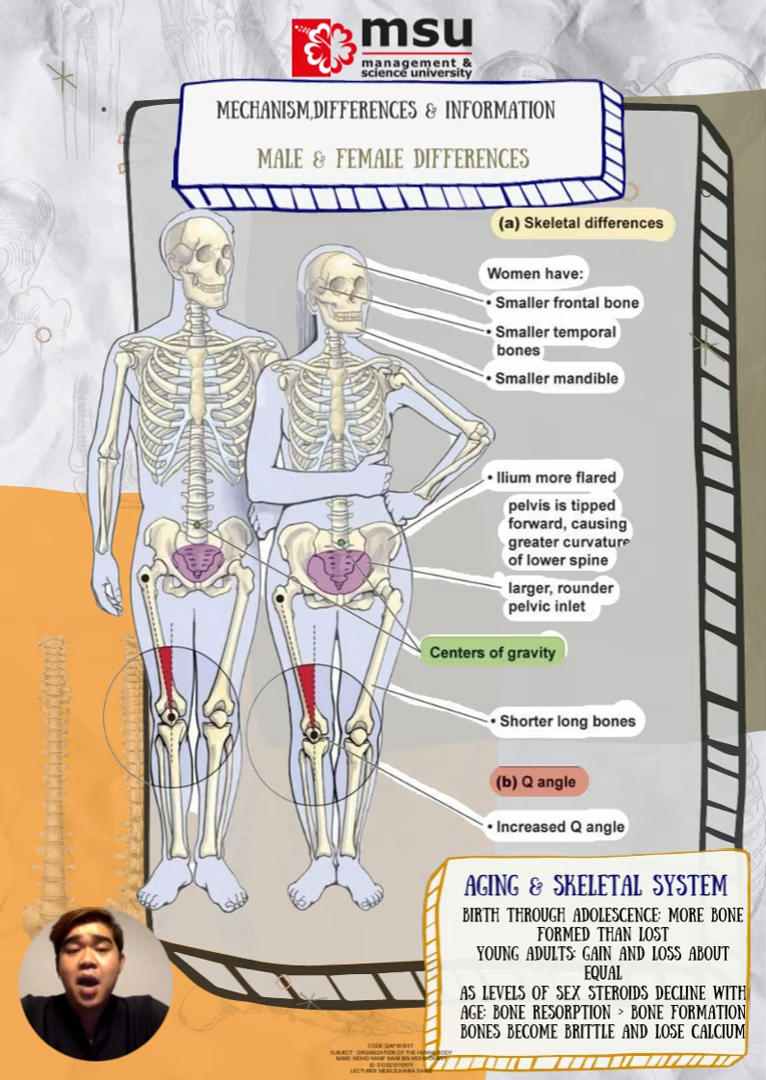 msu
management &
science university
MECHANISM,DIFFERENCES & INFORMATION
MALE & FEMALE DIFFERENCES
(a) Skeletal differences
Women have:
• Smaller frontal bone
• Smaller temporal
bones
• Smaller mandible
• Ilium more flared
pelvis is tipped
forward, causing
greater curvature
of lower spine
larger, rounder
pelvic inlet
Centers of gravity
• Shorter long bones
(b) Q angle
• Increased Q angle
AGING & SKELETAL SYSTEM
BIRTH THROUGH ADOLESCENCE: MORE BONE
FORMED THAN LOST
YOUNG ADULTS: GAIN AND LOSS ABOUT
EQUAL
AS LEVELS OF SEX STEROIDS DECLINE WITH
AGE: BONE RESORPTION > BONE FORMATION
BONES BECOME BRITTLE AND LOSE CALCIUM
SUBJECT : ORGANIZATION OF THE HUMAN BODY